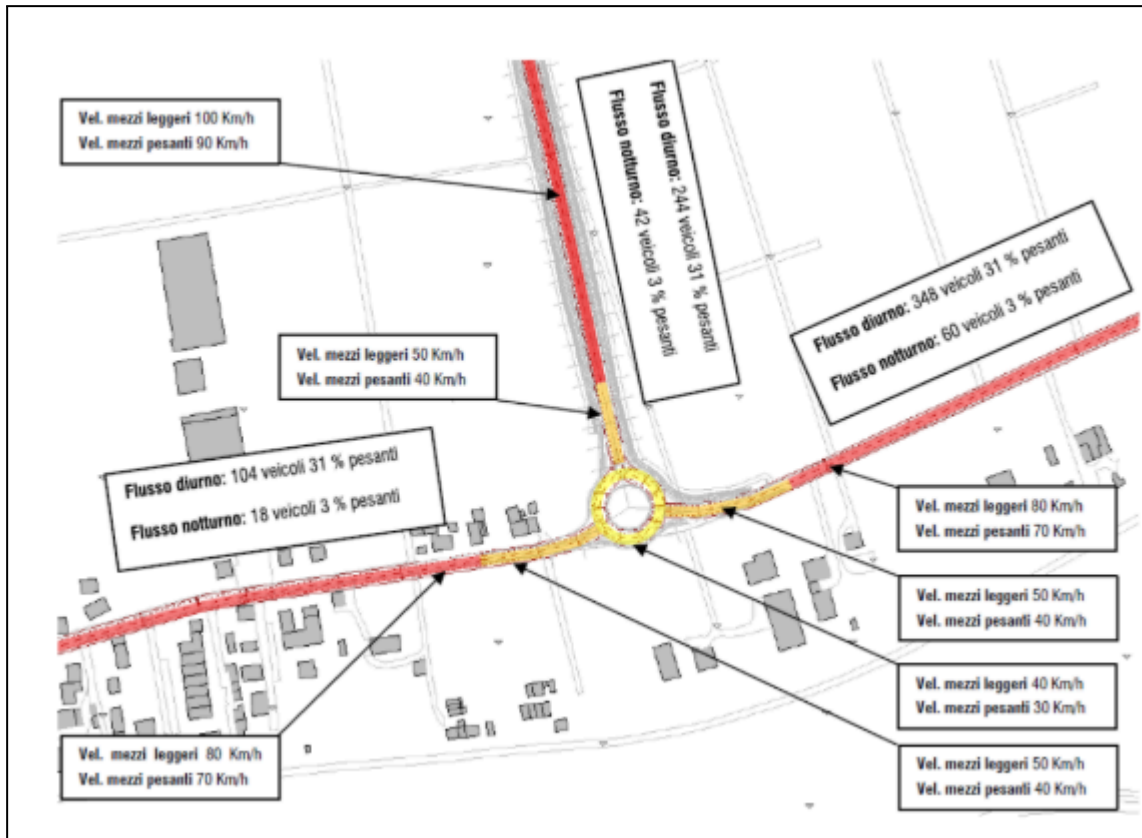 Vel. mezzi leggeri 100 Km/h
Vel. mezzi pesanti 90 Km/h
Flusso diurno: 244 veicoli 31 % pesanti
Flusso notturno: 42 veicoli 3 % pesanti
Flusso diurno: 348 veicoli 31 % pesanti
Flusso notturno: 60 veicoli 3 % pesanti
Vel. mezzi leggeri 50 Km/h
Vel. mezzi pesanti 40 Km/h
Flusso diurno: 104 veicoli 31 % pesanti
Flusso notturno: 18 veicoli 3 % pesanti
Vel. mezzi leggeri 80 Km/h
Vel. mezzi pesanti 70 Km/h
Vel. mezzi leggeri 50 Km/h
Vel. mezzi pesanti 40 Km/h
Vel. mezzi leggeri 40 Km/h
Vel. mezzi pesanti 30 Km/h
Vel. mezzi leggeri 80 Km/h
Vel. mezzi pesanti 70 Km/h
Vel. mezzi leggeri 50 Km/h
Vel. mezzi pesanti 40 Km/h